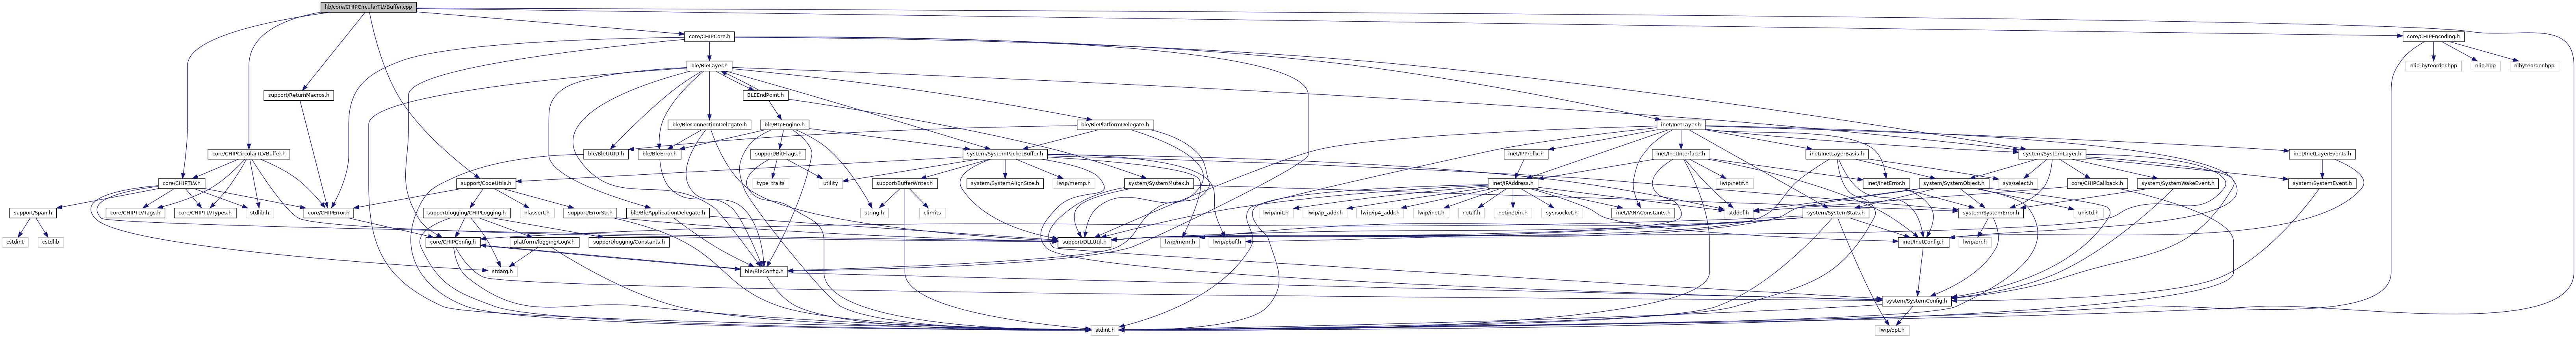 lib/core/CHIPCircularTLVBuffer.cpp
core/CHIPCore.h
core/CHIPEncoding.h
ble/BleLayer.h
nlio-byteorder.hpp
nlio.hpp
nlbyteorder.hpp
support/ReturnMacros.h
BLEEndPoint.h
ble/BleConnectionDelegate.h
ble/BtpEngine.h
ble/BlePlatformDelegate.h
inet/InetLayer.h
core/CHIPCircularTLVBuffer.h
ble/BleUUID.h
ble/BleError.h
support/BitFlags.h
system/SystemPacketBuffer.h
inet/IPPrefix.h
inet/InetInterface.h
inet/InetLayerBasis.h
system/SystemLayer.h
inet/InetLayerEvents.h
core/CHIPTLV.h
support/CodeUtils.h
type_traits
utility
support/BufferWriter.h
system/SystemAlignSize.h
lwip/memp.h
system/SystemMutex.h
inet/IPAddress.h
lwip/netif.h
inet/InetError.h
system/SystemObject.h
sys/select.h
core/CHIPCallback.h
system/SystemWakeEvent.h
system/SystemEvent.h
support/Span.h
core/CHIPTLVTags.h
core/CHIPTLVTypes.h
stdlib.h
core/CHIPError.h
support/logging/CHIPLogging.h
nlassert.h
support/ErrorStr.h
ble/BleApplicationDelegate.h
string.h
climits
lwip/init.h
lwip/ip_addr.h
lwip/ip4_addr.h
lwip/inet.h
net/if.h
netinet/in.h
sys/socket.h
inet/IANAConstants.h
stddef.h
system/SystemStats.h
system/SystemError.h
unistd.h
cstdint
cstdlib
core/CHIPConfig.h
platform/logging/LogV.h
support/logging/Constants.h
support/DLLUtil.h
lwip/mem.h
lwip/pbuf.h
inet/InetConfig.h
lwip/err.h
stdarg.h
ble/BleConfig.h
system/SystemConfig.h
stdint.h
lwip/opt.h